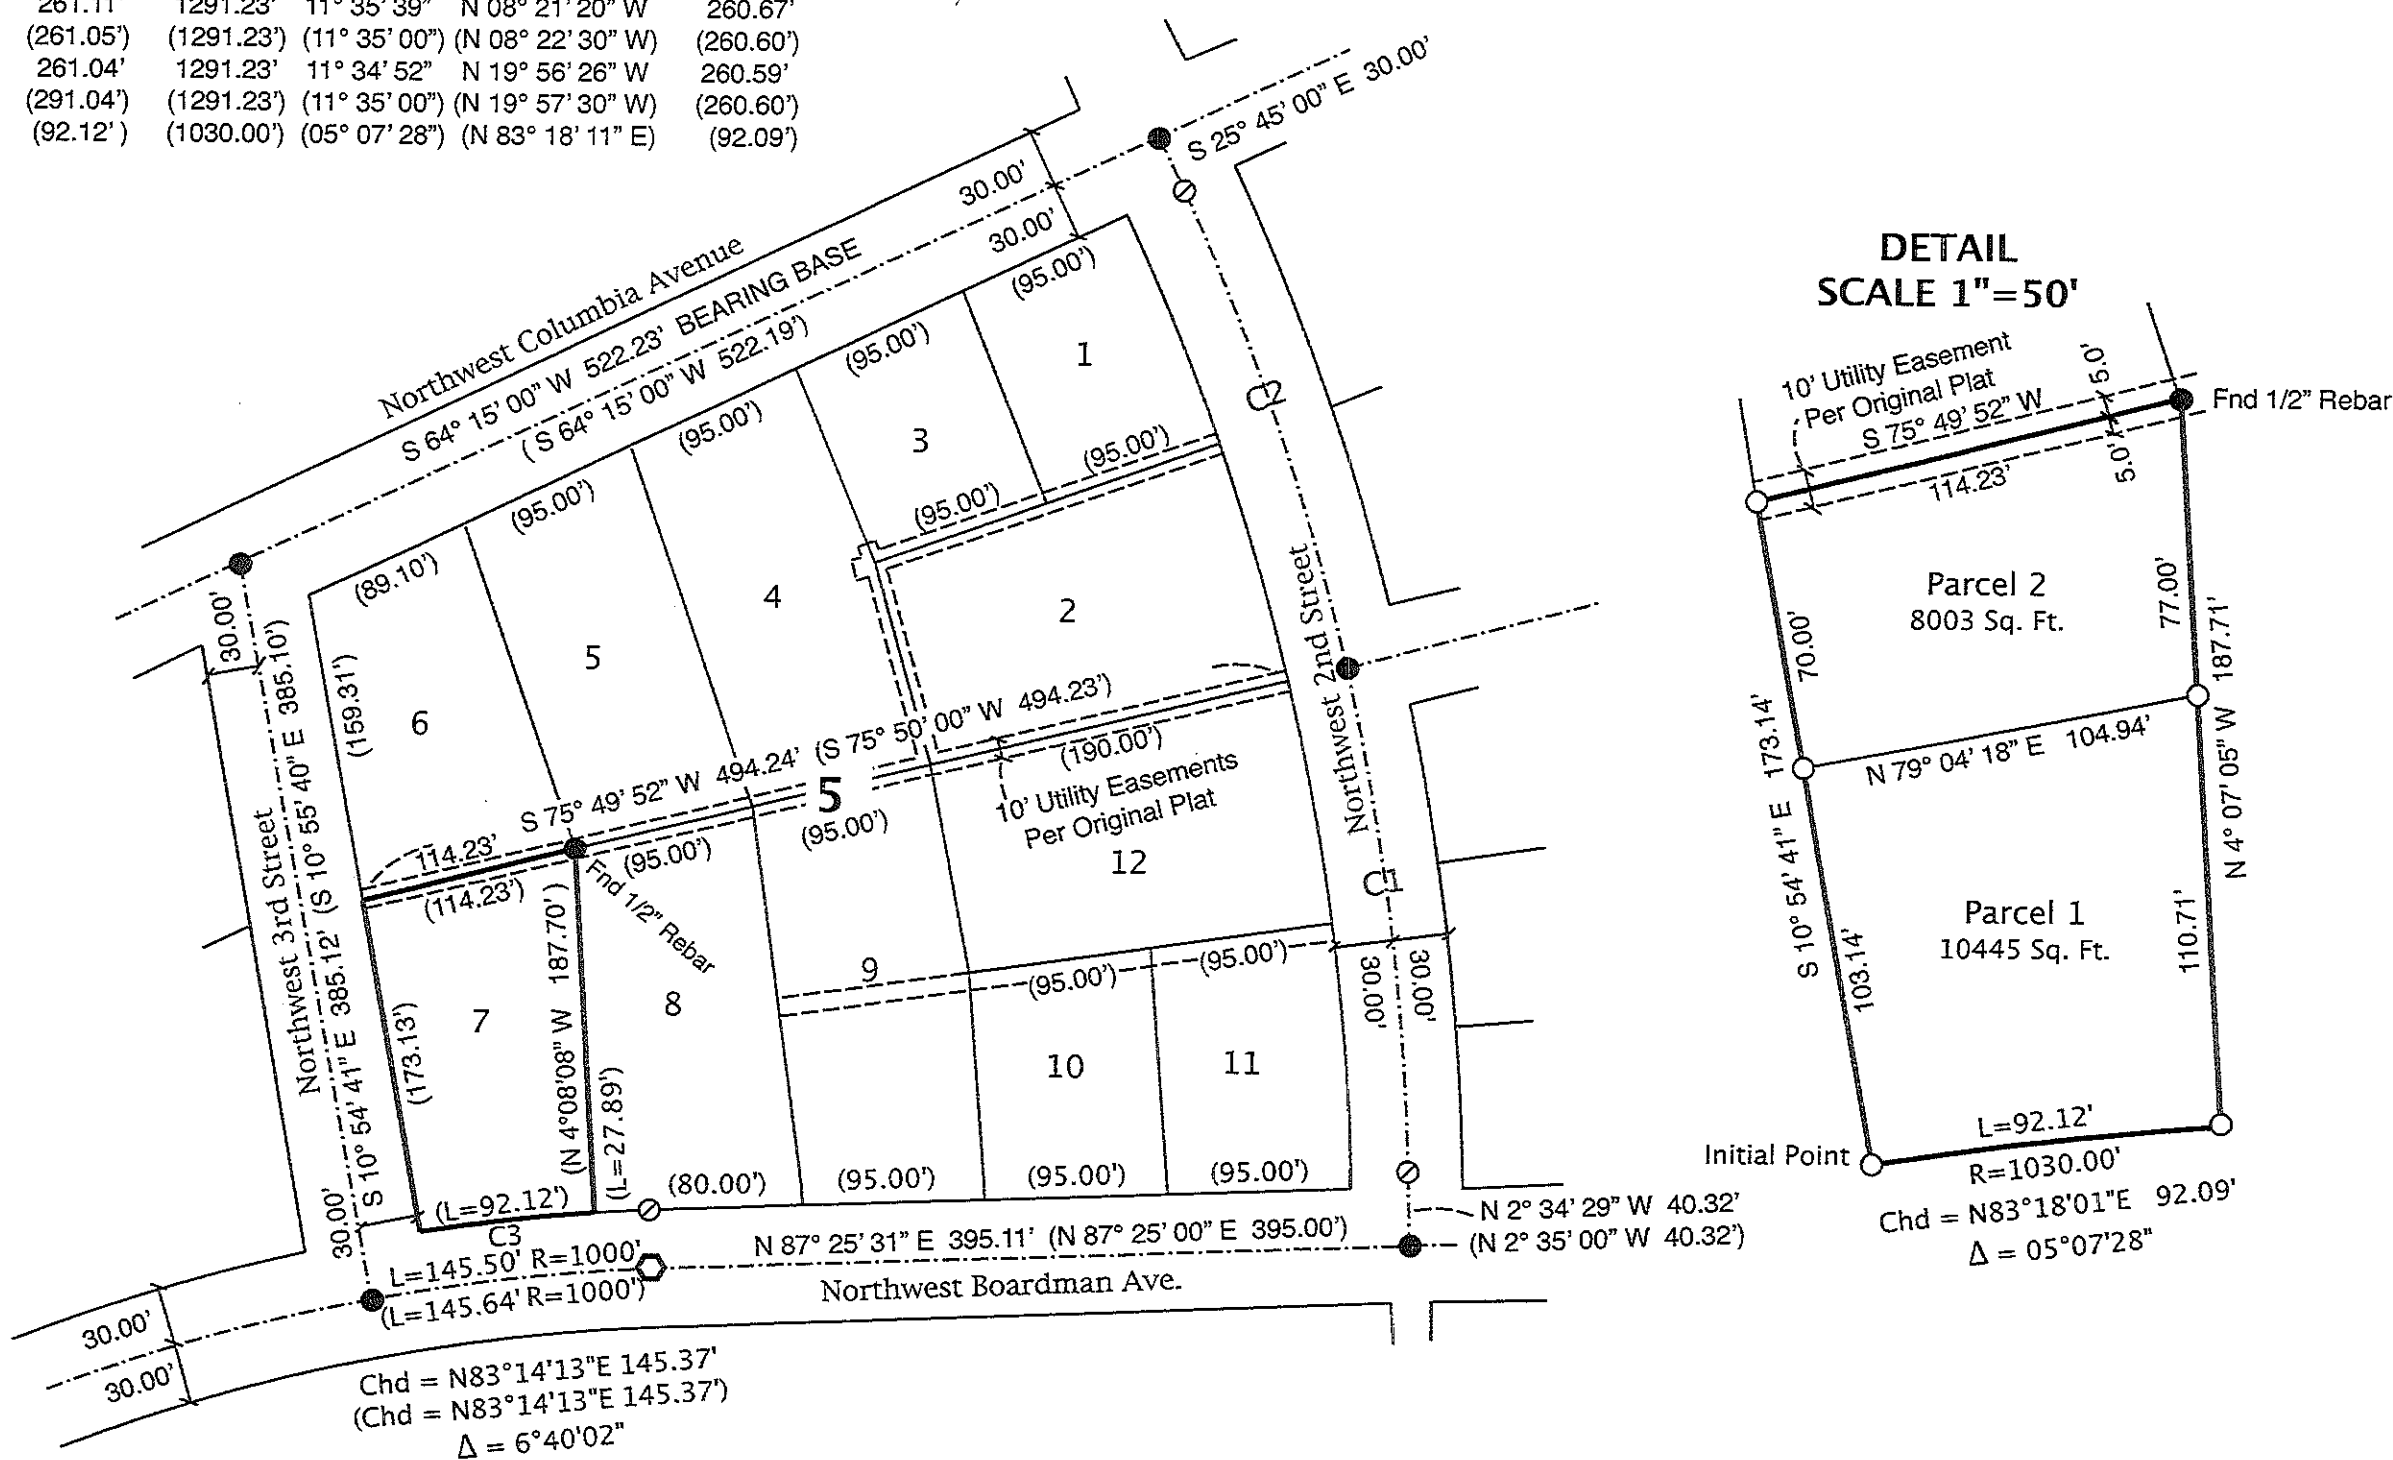 261.11' 1291.23' 11° 35' 39" N 08° 21' 20" W 260.67'
(261.05') (1291.23') (11° 35' 00") (N 08° 22' 30" W) (260.60')
261.04' 1291.23' 11° 34' 52" N 19° 56' 26" W 260.59'
(291.04') (1291.23') (11° 35' 00") (N 19° 57' 30" W) (260.60')
(92.12') (1030.00') (05° 07' 28") (N 83° 18' 11" E) (92.09')
S 25° 45' 00" E 30.00'
30.00'
30.00'
Northwest Columbia Avenue
S 64° 15' 00" W 522.23' BEARING BASE
( S 64° 15' 00" W 522.19')
(95.00')
(95.00')
(95.00')
(95.00')
(89.10')
1
3
4
5
6
2
C2
(95.00')
(95.00')
30.00'
(159.31')
Northwest 2nd Street
S 75° 49' 52" W 494.24' (S 75° 50' 00" W 494.23')
5
(190.00')
10' Utility Easements
Per Original Plat
12
(95.00')
(95.00')
114.23'
(114.23')
Fnd 1/2" Rebar
Northwest 3rd Street
S 10° 54' 41" E 385.12' (S 10° 55' 40" E 385.10')
(173.13')
7
(N 4°08'08" W 187.70')
(L=27.89')
8
9
C1
30.00'
30.00'
(95.00')
(95.00')
10
11
30.00'
(L=92.12')
C3
(80.00')
(95.00')
(95.00')
(95.00')
N 2° 34' 29" W 40.32'
(N 2° 35' 00" W 40.32')
N 87° 25' 31" E 395.11' (N 87° 25' 00" E 395.00')
Northwest Boardman Ave.
L=145.50' R=1000'
(L=145.64' R=1000')
30.00'
30.00'
Chd = N83°14'13"E 145.37'
(Chd = N83°14'13"E 145.37')
Δ = 6°40'02"
DETAIL
SCALE 1"=50'
10' Utility Easement
Per Original Plat
S 75° 49' 52" W
114.23'
5.0'
5.0'
Fnd 1/2" Rebar
Parcel 2
8003 Sq. Ft.
70.00'
77.00'
N 79° 04' 18" E 104.94'
S 10° 54' 41" E 173.14'
N 4° 07' 05" W 187.71'
Parcel 1
10445 Sq. Ft.
103.14'
110.71'
Initial Point
L=92.12'
R=1030.00'
Chd = N83°18'01"E 92.09'
Δ = 05°07'28"